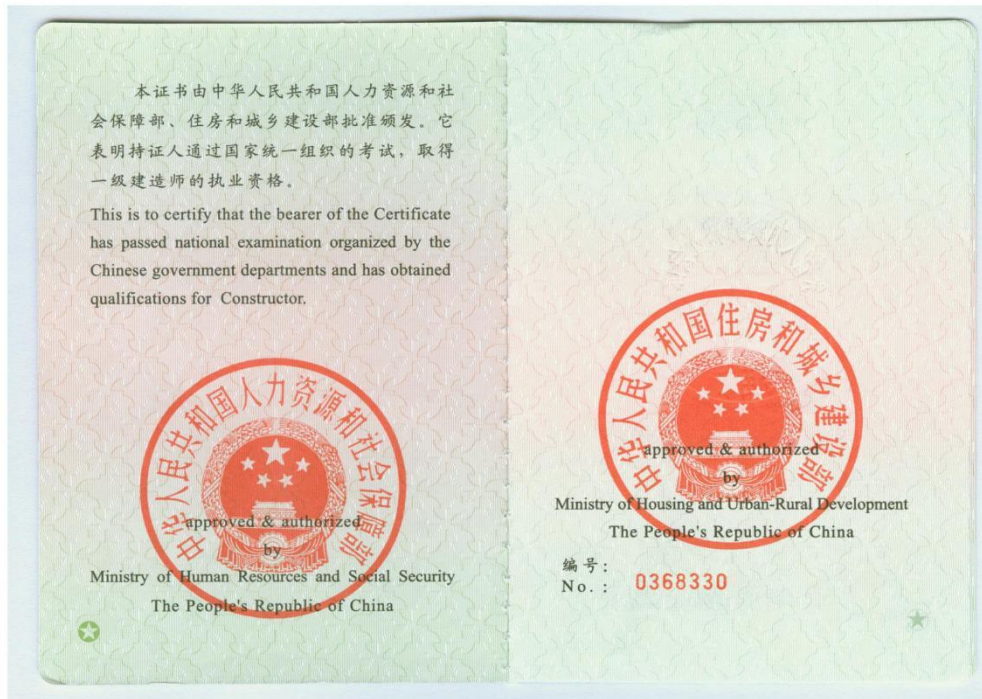 本证书由中华人民共和国人力资源和社
会保障部、住房和城乡建设部批准颁发。它
表明持证人通过国家统一组织的考试，取得
一级建造师的执业资格。
This is to certify that the bearer of the Certificate
has passed national examination organized by the
Chinese government departments and has obtained
qualifications for Constructor.
中华人民共和国人力资源和社会保障部
approved & authorized
by
Ministry of Human Resources and Social Security
The People's Republic of China
中华人民共和国住房和城乡建设部
approved & authorized
by
Ministry of Housing and Urban-Rural Development
The People's Republic of China
编号：
No.： 0368330